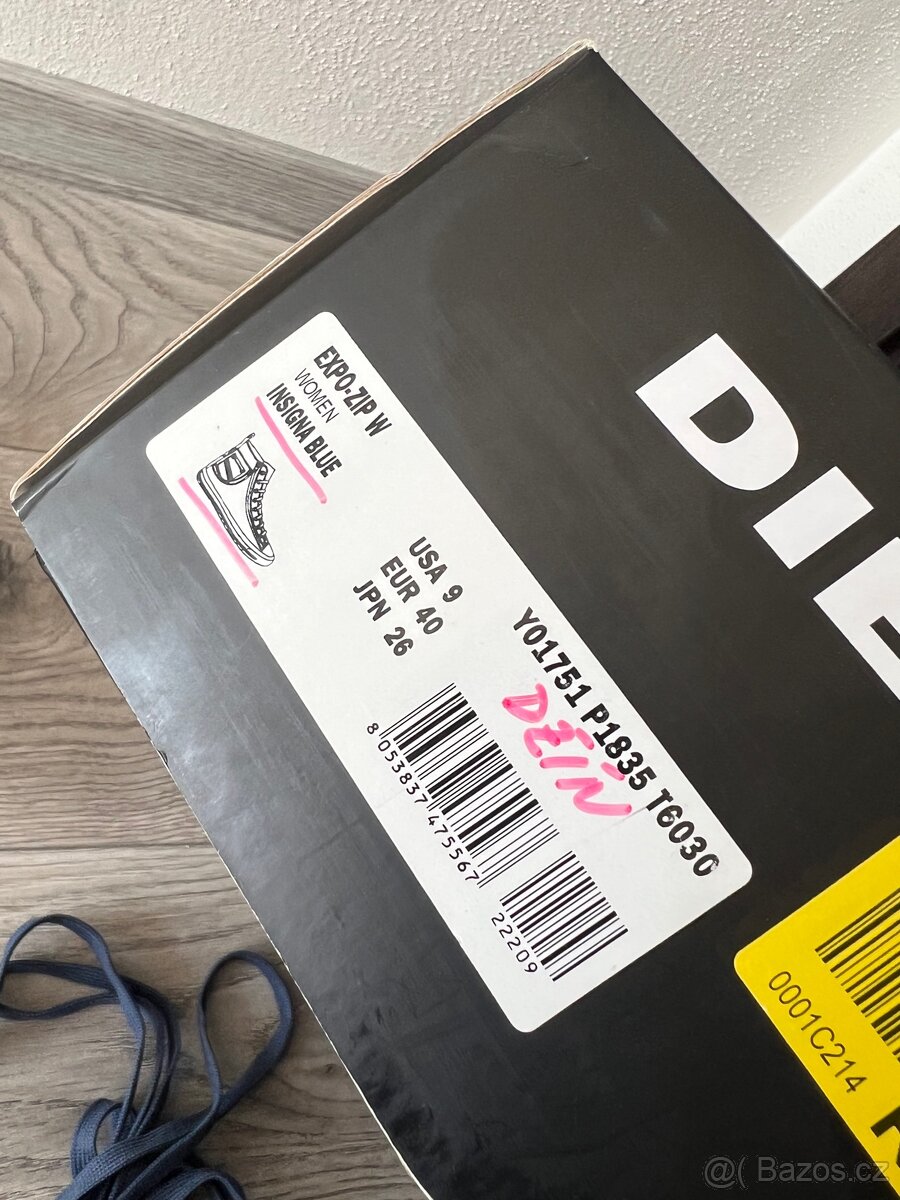 EXPO-ZIP W
WOMEN
INSIGNA BLUE
USA 9
EUR 40
JPN 26
Y01751 P1835 T6030
DEIN
8 053837 475567
22209
DIE
0001C214
@( Bazos.cz